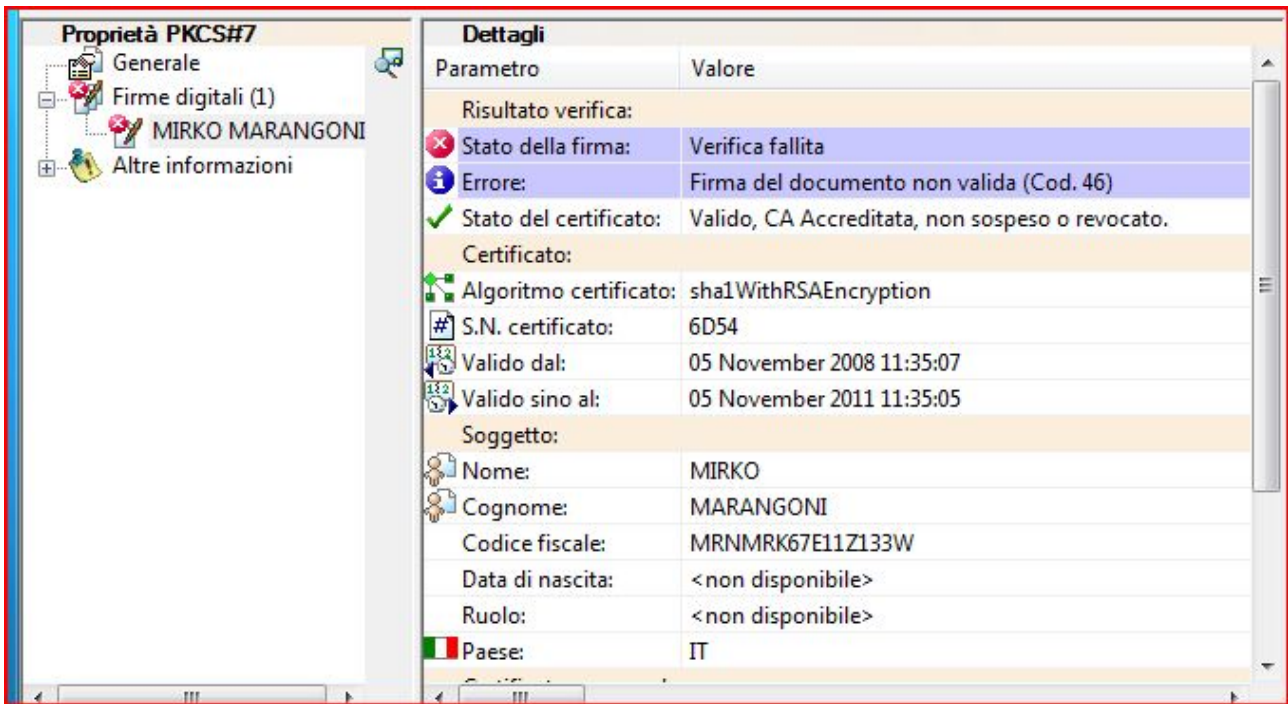 Proprietà PKCS#7
Generale
Firme digitali (1)
MIRKO MARANGONI
Altre informazioni
Dettagli
Parametro Valore
Risultato verifica:
Stato della firma: Verifica fallita
Errore: Firma del documento non valida (Cod. 46)
Stato del certificato: Valido, CA Accreditata, non sospeso o revocato.
Certificato:
Algoritmo certificato: sha1WithRSAEncryption
S.N. certificato: 6D54
Valido dal: 05 November 2008 11:35:07
Valido sino al: 05 November 2011 11:35:05
Soggetto:
Nome: MIRKO
Cognome: MARANGONI
Codice fiscale: MRNMRK67E11Z133W
Data di nascita: <non disponibile>
Ruolo: <non disponibile>
Paese: IT